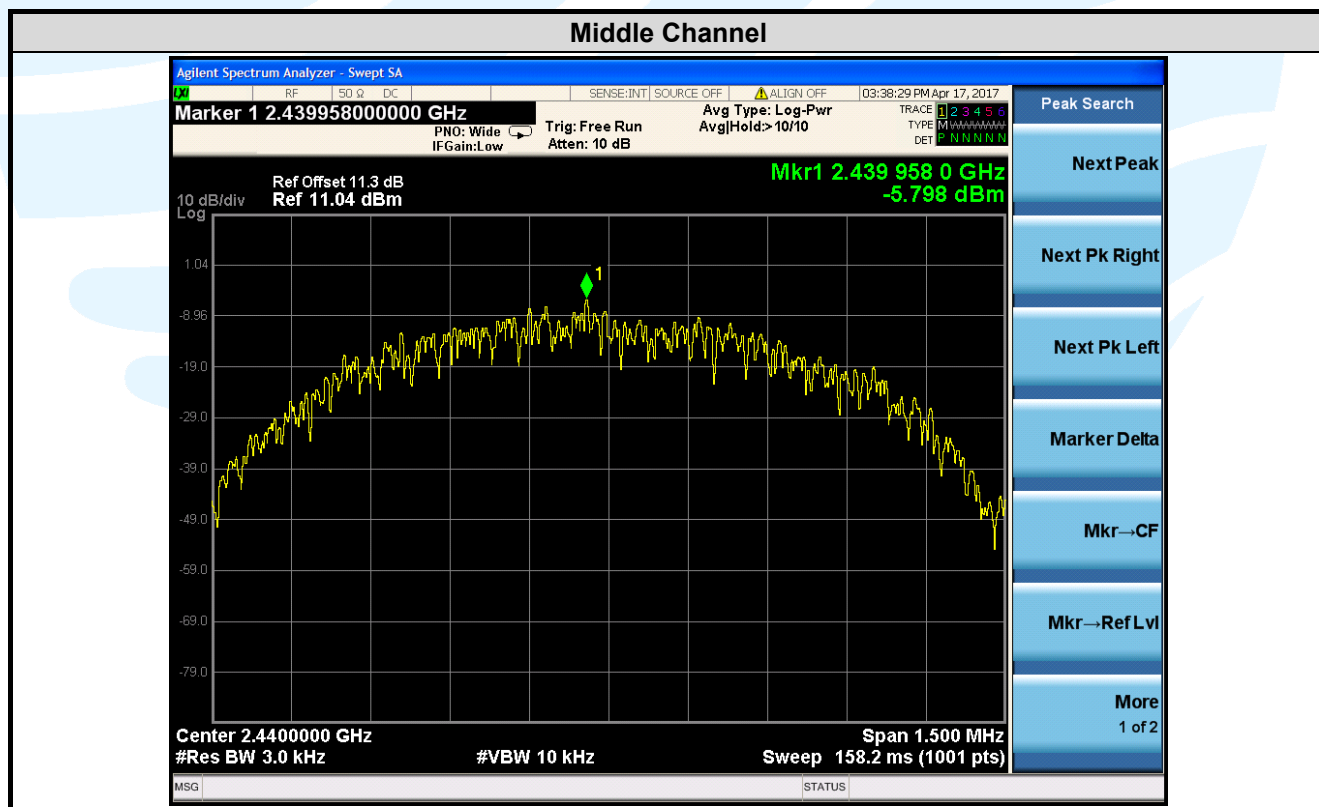 Middle Channel
Agilent Spectrum Analyzer - Swept SA
LXI RF 50 Ω DC SENSE:INT SOURCE OFF ALIGN OFF 03:38:29 PM Apr 17, 2017
Marker 1 2.439958000000 GHz
PNO: Wide
IFGain:Low
Trig: Free Run
Atten: 10 dB
Avg Type: Log-Pwr
Avg|Hold:>10/10
TRACE 1 2 3 4 5 6
TYPE M WWWWW
DET P N N N N N
Mkr1 2.439 958 0 GHz
-5.798 dBm
Ref Offset 11.3 dB
10 dB/div Ref 11.04 dBm
Log
1
1.04
-8.96
-19.0
-29.0
-39.0
-49.0
-59.0
-69.0
-79.0
Center 2.4400000 GHz Span 1.500 MHz
#Res BW 3.0 kHz #VBW 10 kHz Sweep 158.2 ms (1001 pts)
MSG STATUS
Peak Search
Next Peak
Next Pk Right
Next Pk Left
Marker Delta
Mkr→CF
Mkr→Ref Lvl
More
1 of 2